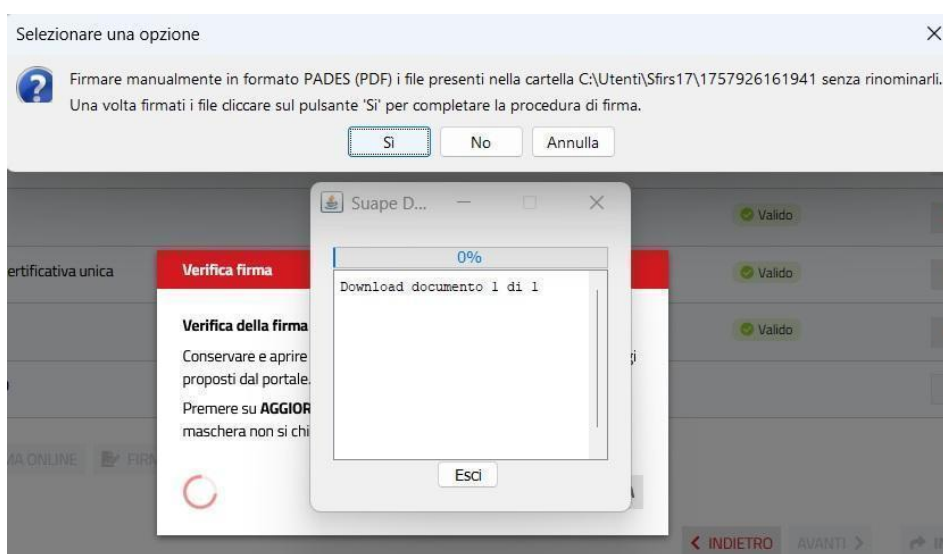 Selezionare una opzione
Firmare manualmente in formato PADES (PDF) i file presenti nella cartella C:\Utenti\Sfirs17\1757926161941 senza rinominarli.
Una volta firmati i file cliccare sul pulsante 'Si' per completare la procedura di firma.
Sì No Annulla
Suape D...
Valido
0%
ertificativa unica
Verifica firma
Valido
Download documento 1 di 1
Verifica della firma
Valido
Conservare e aprire
gi
proposti dal portale.
Premere su AGGIOR
maschera non si chi
MA ONLINE FIRM
Esci
INDIETRO AVANTI